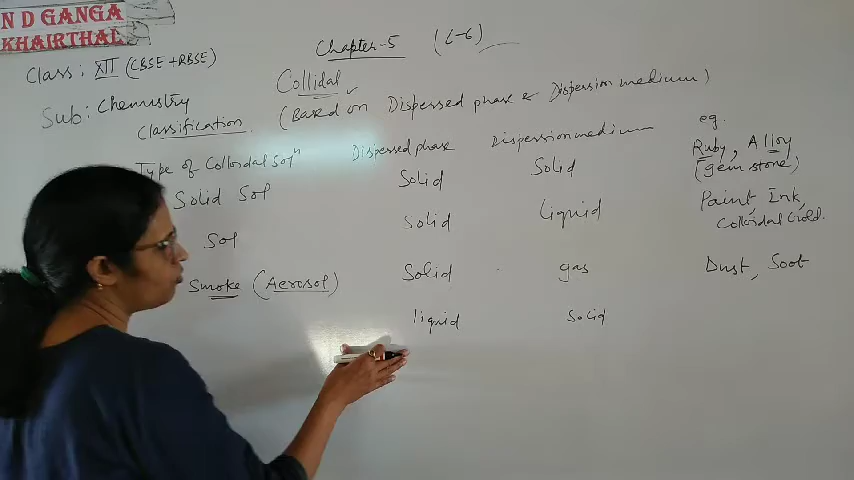 N D GANGA
KHAIRTHAL
Chapter-5 (L-6)
Class: XII (CBSE+RBSE)
Collidal
Sub: Chemistry
(Based on Dispersed phase & Dispersion medium)
Classification
Type of Colloidal Solⁿ Dispersed phase Dispersion medium eg.
Solid Sol Solid Solid Ruby, Alloy
(gem stone)
Sol Solid Liquid Paint, Ink,
Colloidal Gold.
Smoke (Aerosol) Solid gas Dust, Soot
liquid Solid